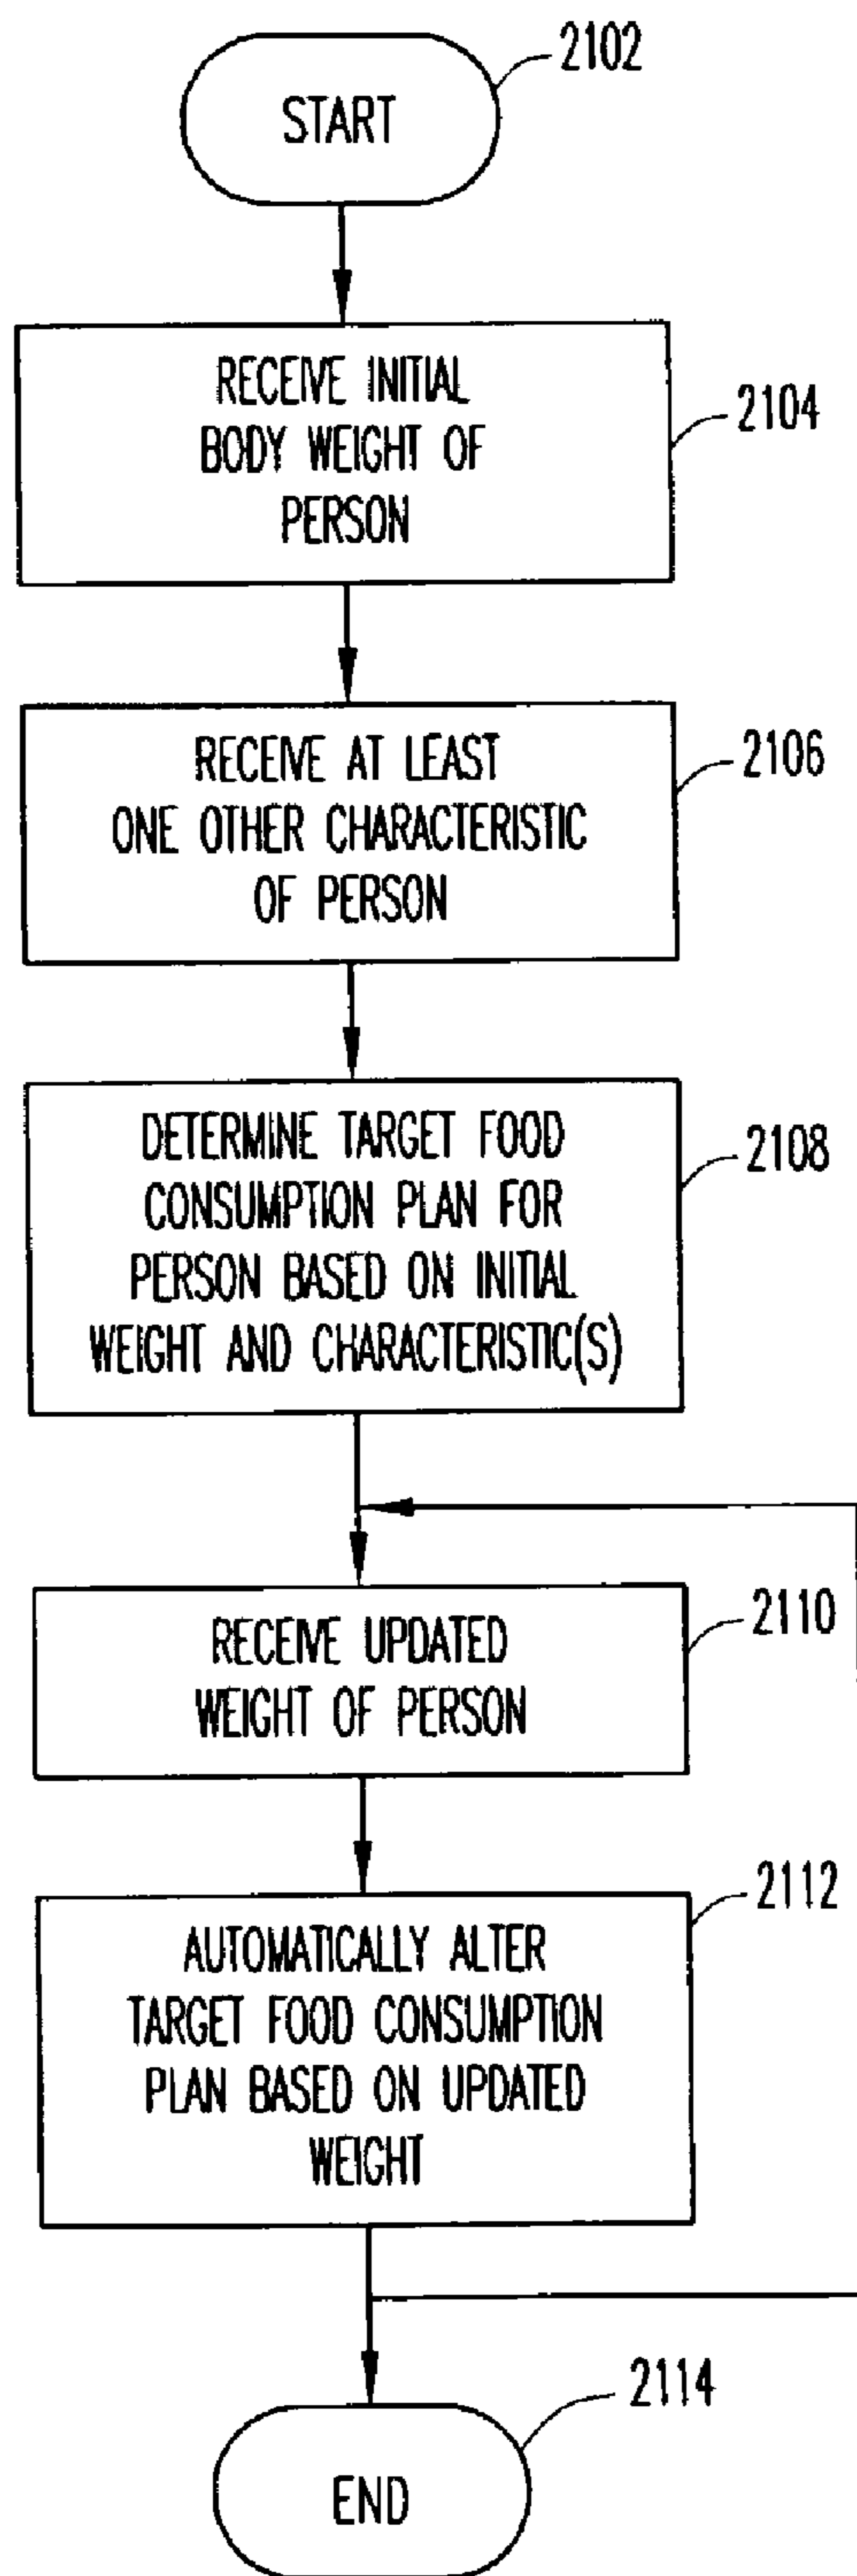 2102
START
RECEIVE INITIAL
BODY WEIGHT OF
PERSON
2104
RECEIVE AT LEAST
ONE OTHER CHARACTERISTIC
OF PERSON
2106
DETERMINE TARGET FOOD
CONSUMPTION PLAN FOR
PERSON BASED ON INITIAL
WEIGHT AND CHARACTERISTIC(S)
2108
RECEIVE UPDATED
WEIGHT OF PERSON
2110
AUTOMATICALLY ALTER
TARGET FOOD CONSUMPTION
PLAN BASED ON UPDATED
WEIGHT
2112
2114
END